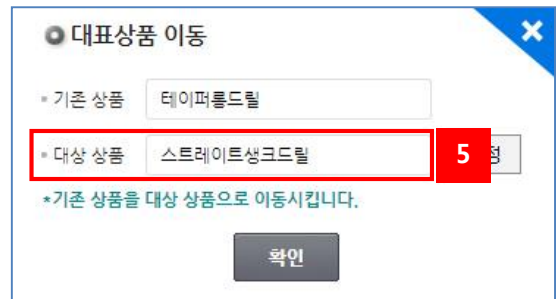 대표상품 이동
기존 상품 테이퍼롱드릴
대상 상품 스트레이트생크드릴 5
*기존 상품을 대상 상품으로 이동시킵니다.
확인